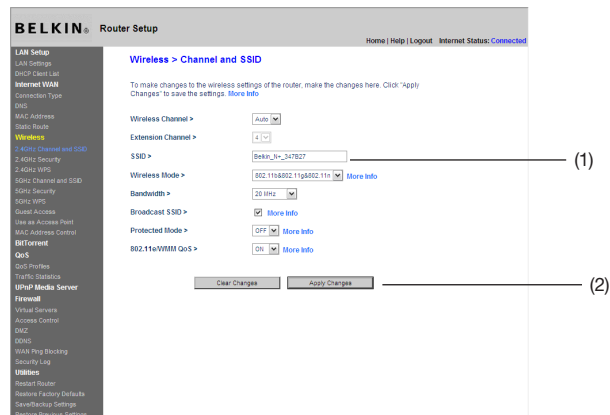 BELKIN® Router Setup
Home | Help | Logout Internet Status: Connected
LAN Setup
LAN Settings
DHCP Client List
Internet WAN
Connection Type
DNS
MAC Address
Static Route
Wireless
2.4GHz Channel and SSID
2.4GHz Security
2.4GHz WPS
5GHz Channel and SSID
5GHz Security
5GHz WPS
Guest Access
Use as Access Point
MAC Address Control
BitTorrent
QoS
QoS Profiles
Traffic Statistics
UPnP Media Server
Firewall
Virtual Servers
Access Control
DMZ
DDNS
WAN Ping Blocking
Security Log
Utilities
Restart Router
Restore Factory Defaults
Save/Backup Settings
Restore Previous Settings
Wireless > Channel and SSID
To make changes to the wireless settings of the router, make the changes here. Click "Apply
Changes" to save the settings. More Info
Wireless Channel > Auto
Extension Channel > 4
SSID > Belkin_N+_347B27
(1)
Wireless Mode > 802.11b&802.11g&802.11n More Info
Bandwidth > 20 MHz
Broadcast SSID > More Info
Protected Mode > OFF More Info
802.11e/WMM QoS > ON More Info
Clear Changes Apply Changes
(2)